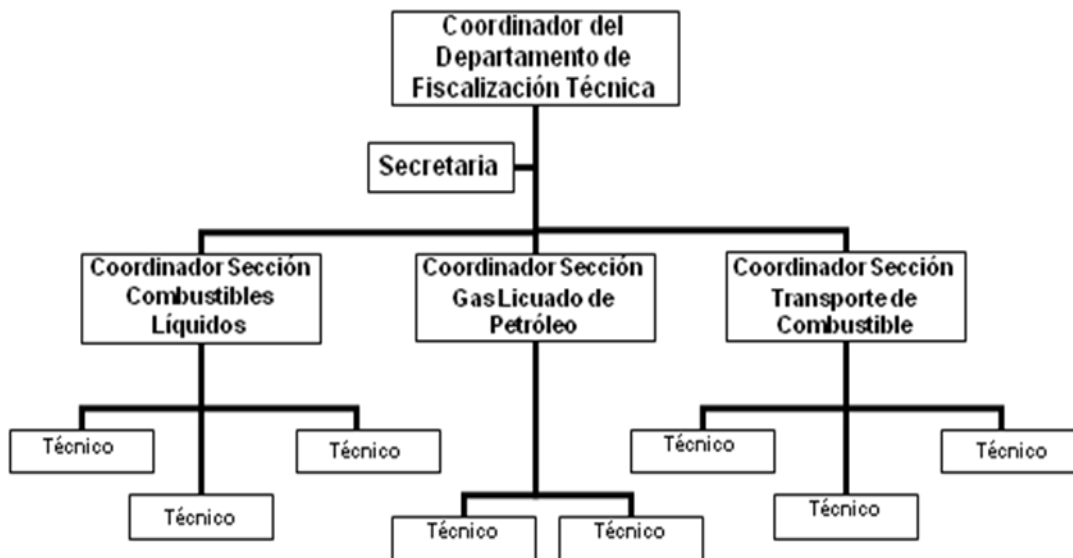 Coordinador del
Departamento de
Fiscalización Técnica
Secretaria
Coordinador Sección
Combustibles
Líquidos
Coordinador Sección
Gas Licuado de
Petróleo
Coordinador Sección
Transporte de
Combustible
Técnico
Técnico
Técnico
Técnico
Técnico
Técnico
Técnico
Técnico